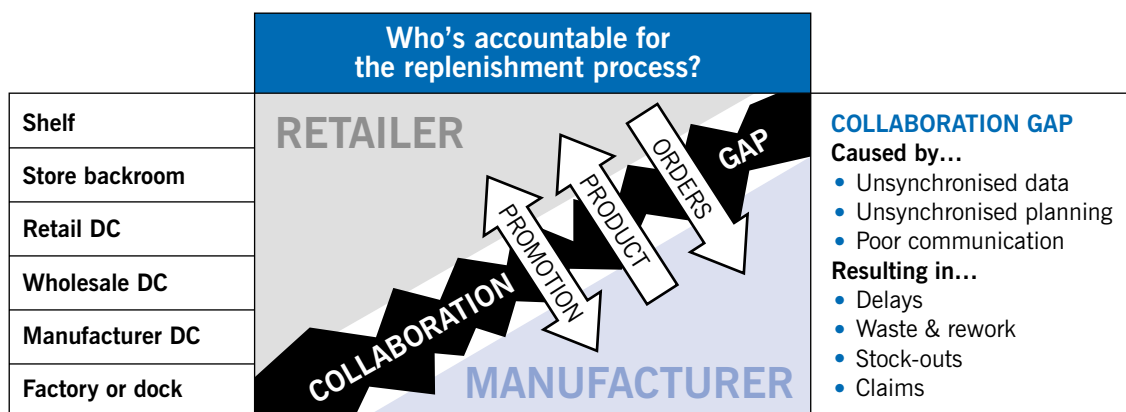 Who's accountable for
the replenishment process?
Shelf
Store backroom
Retail DC
Wholesale DC
Manufacturer DC
Factory or dock
RETAILER
COLLABORATION
GAP
PROMOTION
PRODUCT
ORDERS
MANUFACTURER
COLLABORATION GAP
Caused by…
• Unsynchronised data
• Unsynchronised planning
• Poor communication
Resulting in…
• Delays
• Waste & rework
• Stock-outs
• Claims